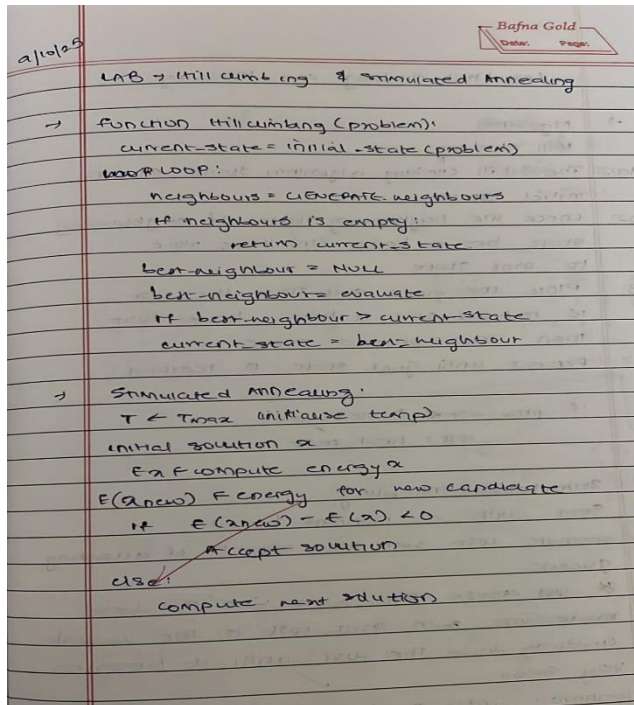 Bafna Gold
Date: Page:
9/10/25
LAB → Hill climbing & stimulated Annealing
→ function Hill climbing (problem):
current-state = initial-state (problem)
LOOP:
neighbours = GENERATE neighbours
If neighbours is empty:
return current-state
best-neighbour = NULL
best-neighbour = evaluate
If best-neighbour > current-state
current-state = best-neighbour
→ Stimulated Annealing:
T ← Tmax (initialise temp)
initial solution x
Ex ← compute energy x
E(xnew) ← energy for new candidate
if E(xnew) - E(x) < 0
Accept solution
else:
compute next solution